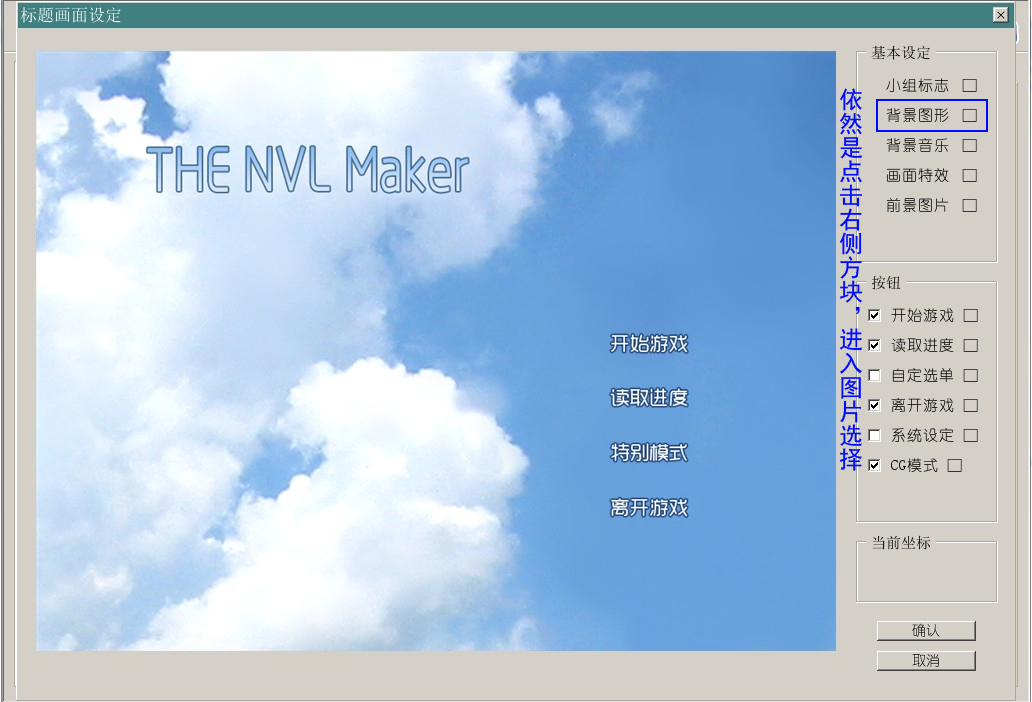 标题画面设定
THE NVL Maker
开始游戏
读取进度
特别模式
离开游戏
依然是点击右侧方块，进入图片选择
基本设定
小组标志
背景图形
背景音乐
画面特效
前景图片
按钮
开始游戏
读取进度
自定选单
离开游戏
系统设定
CG模式
当前坐标
确认
取消